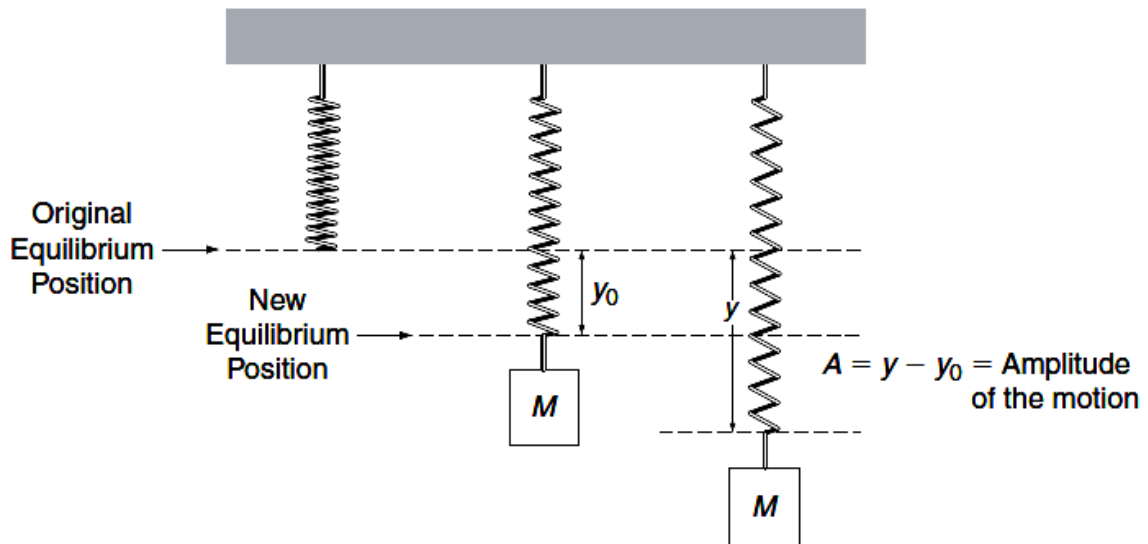 Original
Equilibrium
Position
New
Equilibrium
Position
y0
y
A = y − y0 = Amplitude
of the motion
M
M